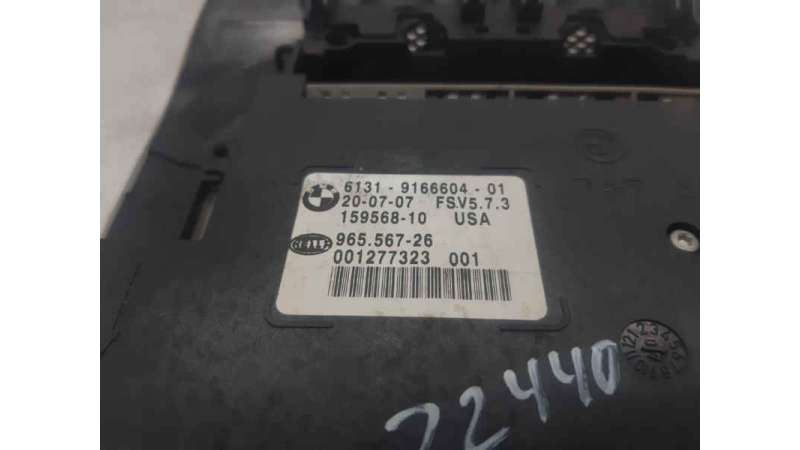 6131 - 9166604 - 01
20-07-07 FS.V5.7.3
159568-10 USA
HELLA 965.567-26
001277323 001
22440